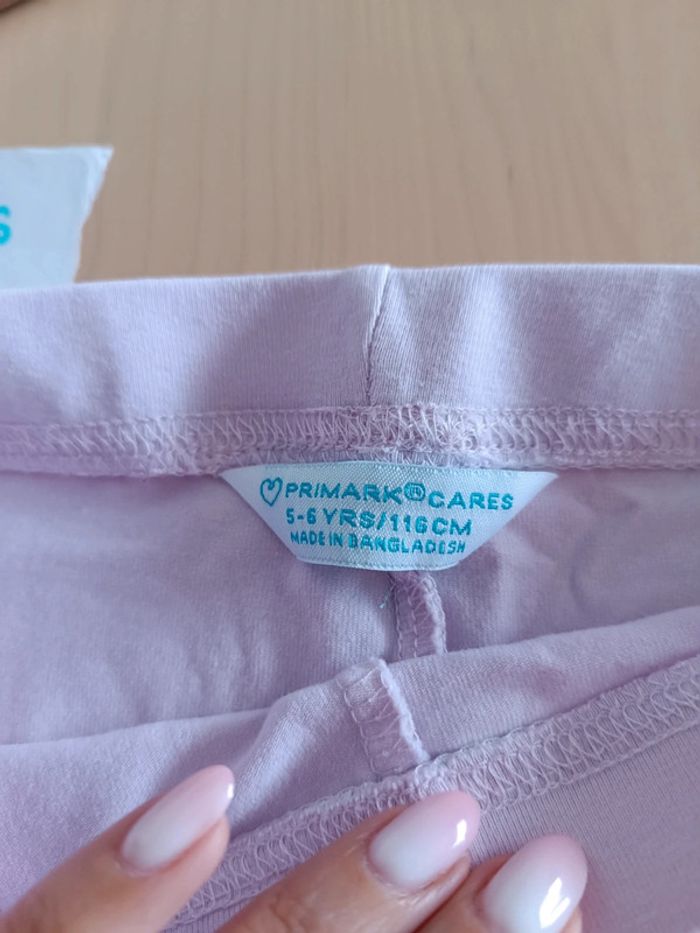 S
PRIMARK® CARES
5-6 YRS/116CM
MADE IN BANGLADESH